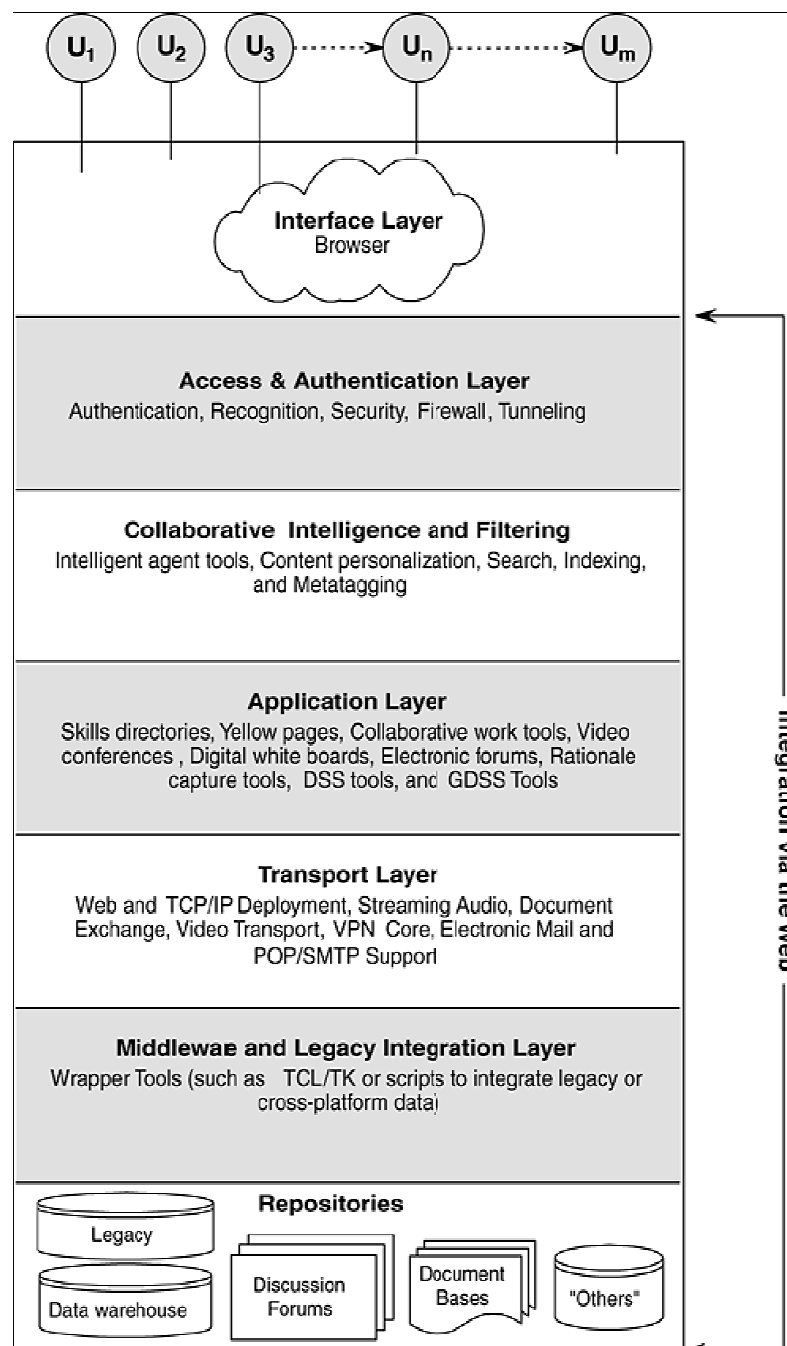 U1 U2 U3 Un Um
Interface Layer
Browser
Access & Authentication Layer
Authentication, Recognition, Security, Firewall, Tunneling
Collaborative Intelligence and Filtering
Intelligent agent tools, Content personalization, Search, Indexing,
and Metatagging
Application Layer
Skills directories, Yellow pages, Collaborative work tools, Video
conferences , Digital white boards, Electronic forums, Rationale
capture tools, DSS tools, and GDSS Tools
Transport Layer
Web and TCP/IP Deployment, Streaming Audio, Document
Exchange, Video Transport, VPN Core, Electronic Mail and
POP/SMTP Support
Middleware and Legacy Integration Layer
Wrapper Tools (such as TCL/TK or scripts to integrate legacy or
cross-platform data)
Repositories
Legacy
Data warehouse
Discussion
Forums
Document
Bases
"Others"
Integration via the web